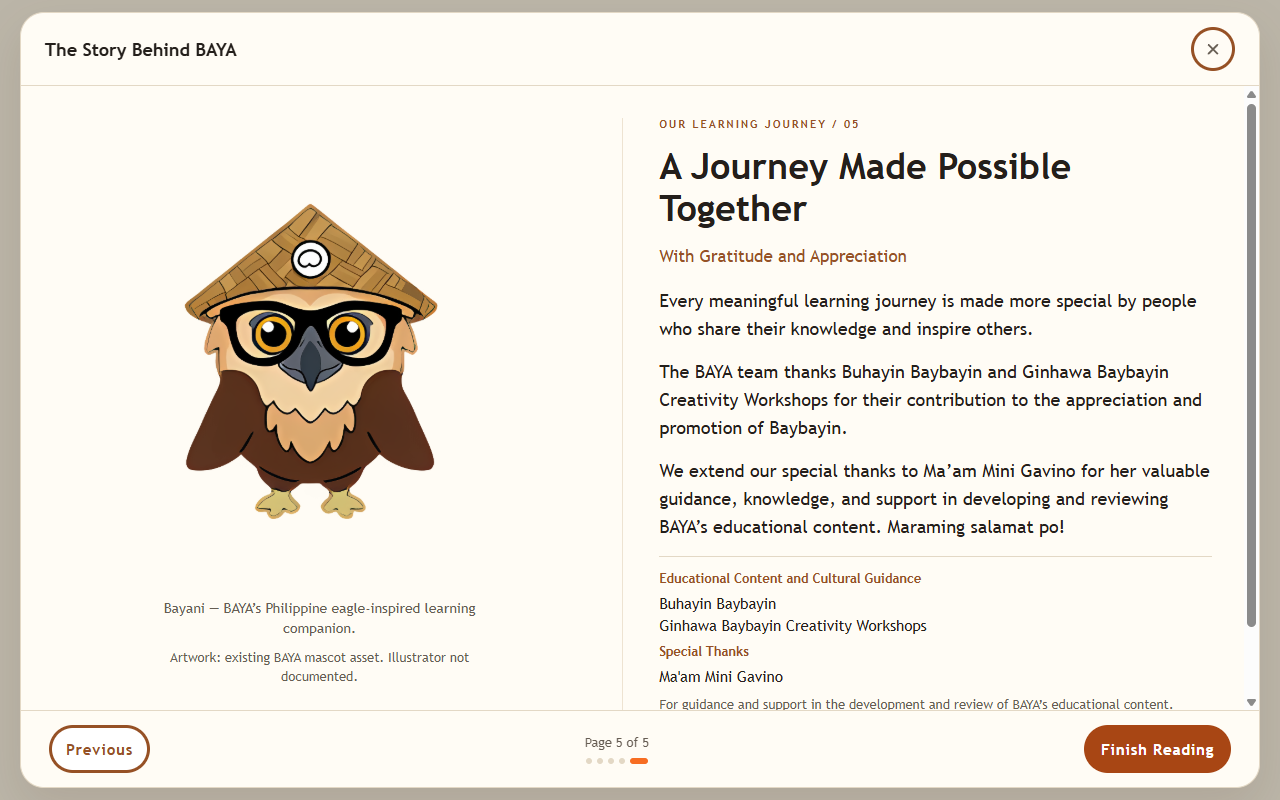 The Story Behind BAYA
OUR LEARNING JOURNEY / 05
A Journey Made Possible
Together
With Gratitude and Appreciation
Every meaningful learning journey is made more special by people
who share their knowledge and inspire others.
The BAYA team thanks Buhayin Baybayin and Ginhawa Baybayin
Creativity Workshops for their contribution to the appreciation and
promotion of Baybayin.
We extend our special thanks to Ma’am Mini Gavino for her valuable
guidance, knowledge, and support in developing and reviewing
BAYA’s educational content. Maraming salamat po!
Educational Content and Cultural Guidance
Buhayin Baybayin
Ginhawa Baybayin Creativity Workshops
Special Thanks
Ma'am Mini Gavino
For guidance and support in the development and review of BAYA’s educational content.
Bayani — BAYA’s Philippine eagle-inspired learning
companion.
Artwork: existing BAYA mascot asset. Illustrator not
documented.
Previous
Page 5 of 5
Finish Reading